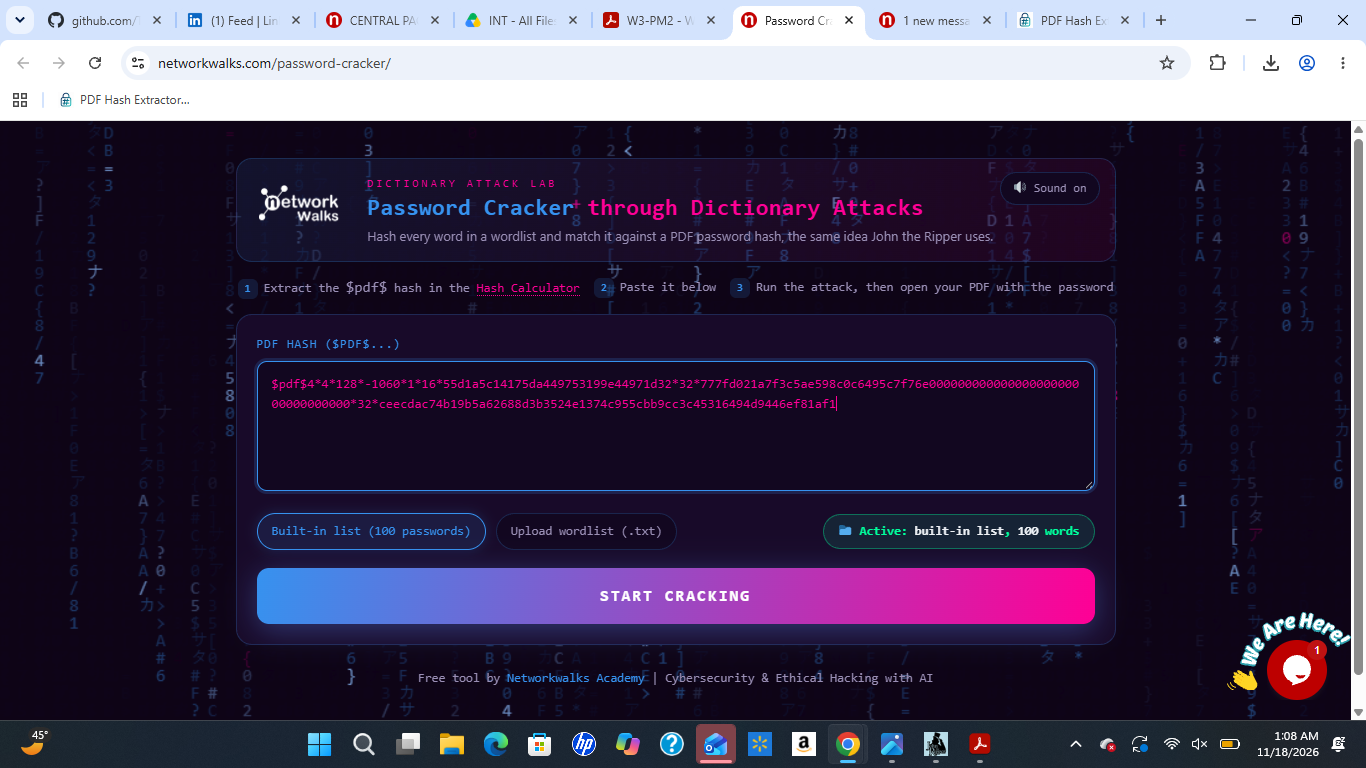 github.com/T
(1) Feed | Lin
CENTRAL PA
INT - All File
W3-PM2 - W
Password Cra
1 new messa
PDF Hash Ex
networkwalks.com/password-cracker/
PDF Hash Extractor...
network
Walks
DICTIONARY ATTACK LAB
Password Cracker through Dictionary Attacks
Hash every word in a wordlist and match it against a PDF password hash, the same idea John the Ripper uses.
Sound on
1 Extract the $pdf$ hash in the Hash Calculator 2 Paste it below 3 Run the attack, then open your PDF with the password
PDF HASH ($PDF$...)
$pdf$4*4*128*-1060*1*16*55d1a5c14175da449753199e44971d32*32*777fd021a7f3c5ae598c0c6495c7f76e0000000000000000000
0000000000000*32*ceecdac74b19b5a62688d3b3524e1374c955cbb9cc3c45316494d9446ef81af1
Built-in list (100 passwords)
Upload wordlist (.txt)
Active: built-in list, 100 words
START CRACKING
Free tool by Networkwalks Academy | Cybersecurity & Ethical Hacking with AI
We Are Here!
1
45°
1:08 AM
11/18/2026